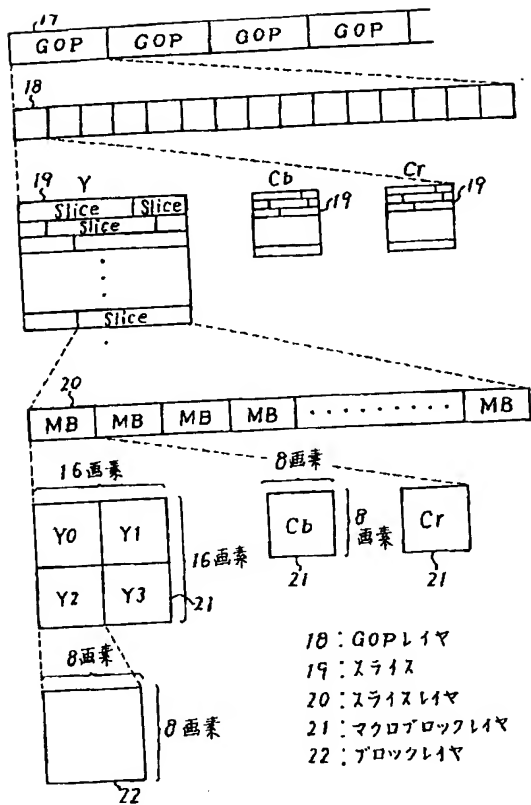 17
GOP GOP GOP GOP
18
19 Y Cb Cr
Slice Slice 19 19
Slice
Slice
20
MB MB MB MB MB
16画素 8画素
Y0 Y1 16画素 Cb 8画素 Cr
Y2 Y3 21 21 21
8画素
8画素
22
18:GOPレイヤ
19:スライス
20:スライスレイヤ
21:マクロブロックレイヤ
22:ブロックレイヤ